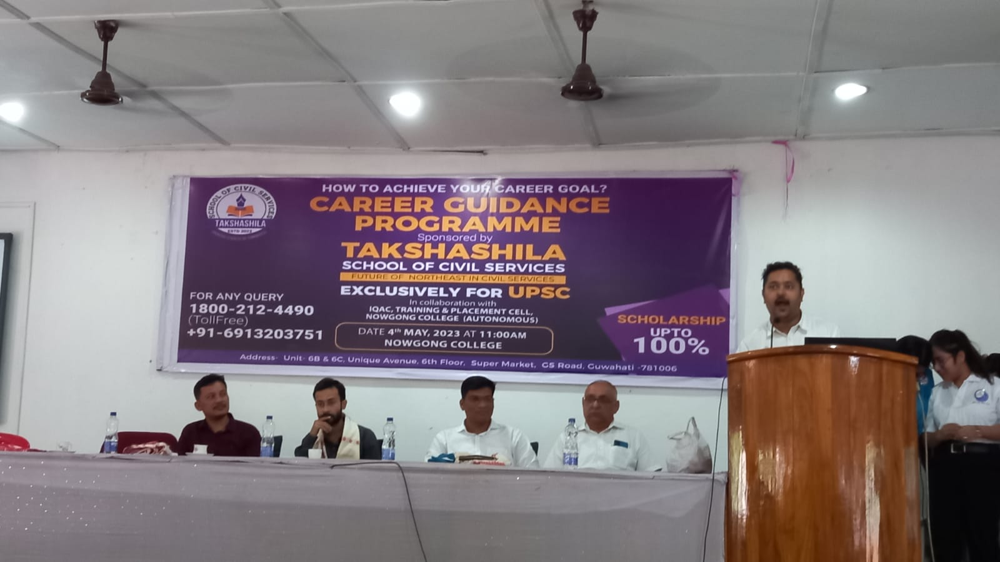 SCHOOL OF CIVIL SERVICES
TAKSHASHILA
ESTD 2022
HOW TO ACHIEVE YOUR CAREER GOAL?
CAREER GUIDANCE
PROGRAMME
Sponsored by
TAKSHASHILA
SCHOOL OF CIVIL SERVICES
FUTURE OF NORTHEAST IN CIVIL SERVICES
EXCLUSIVELY FOR UPSC
In collaboration with
IQAC, TRAINING & PLACEMENT CELL,
NOWGONG COLLEGE (AUTONOMOUS)
DATE 4th MAY, 2023 AT 11:00AM
NOWGONG COLLEGE
FOR ANY QUERY
1800-212-4490
(TollFree)
+91-6913203751
SCHOLARSHIP
UPTO
100%
Address- Unit- 6B & 6C, Unique Avenue, 6th Floor, Super Market, GS Road, Guwahati -781006